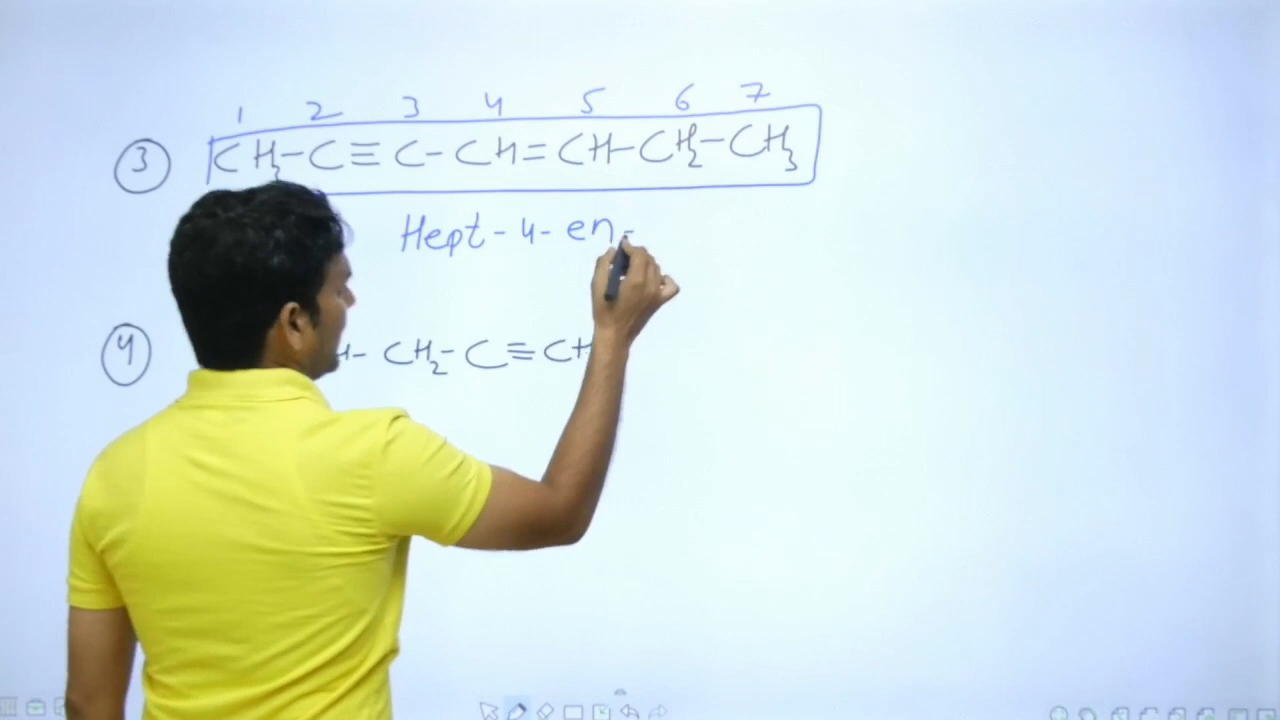 1 2 3 4 5 6 7
③ CH₃-C≡C-CH=CH-CH₂-CH₃
Hept-4-en-
④ H- CH₂-C≡CH